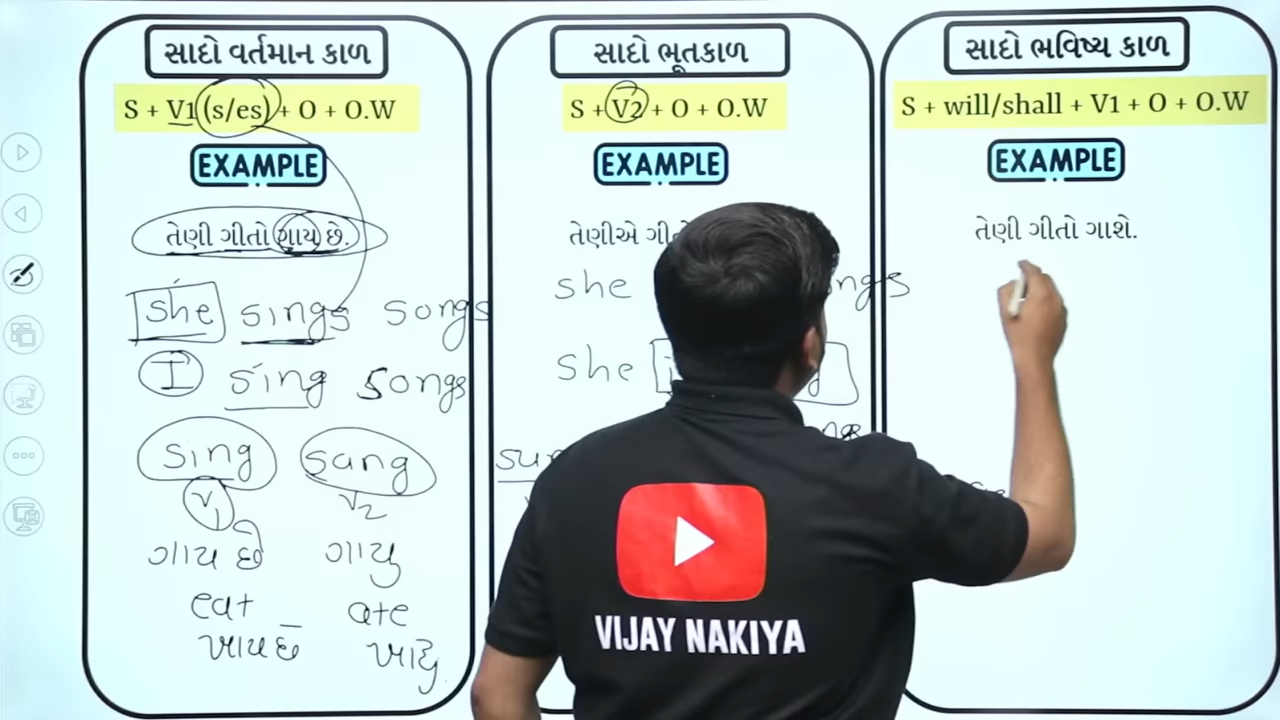 સાદો વર્તમાન કાળ
S + V1 (s/es) + O + O.W
EXAMPLE
તેણી ગીતો ગાય છે.
she sings songs
I sing songs
sing sang
V1 V2
ગાય છે ગાયુ
eat ate
ખાય છે ખાધુ
સાદો ભૂતકાળ
S + V2 + O + O.W
EXAMPLE
તેણીએ
she
she
સાદો ભવિષ્ય કાળ
S + will/shall + V1 + O + O.W
EXAMPLE
તેણી ગીતો ગાશે.
VIJAY NAKIYA